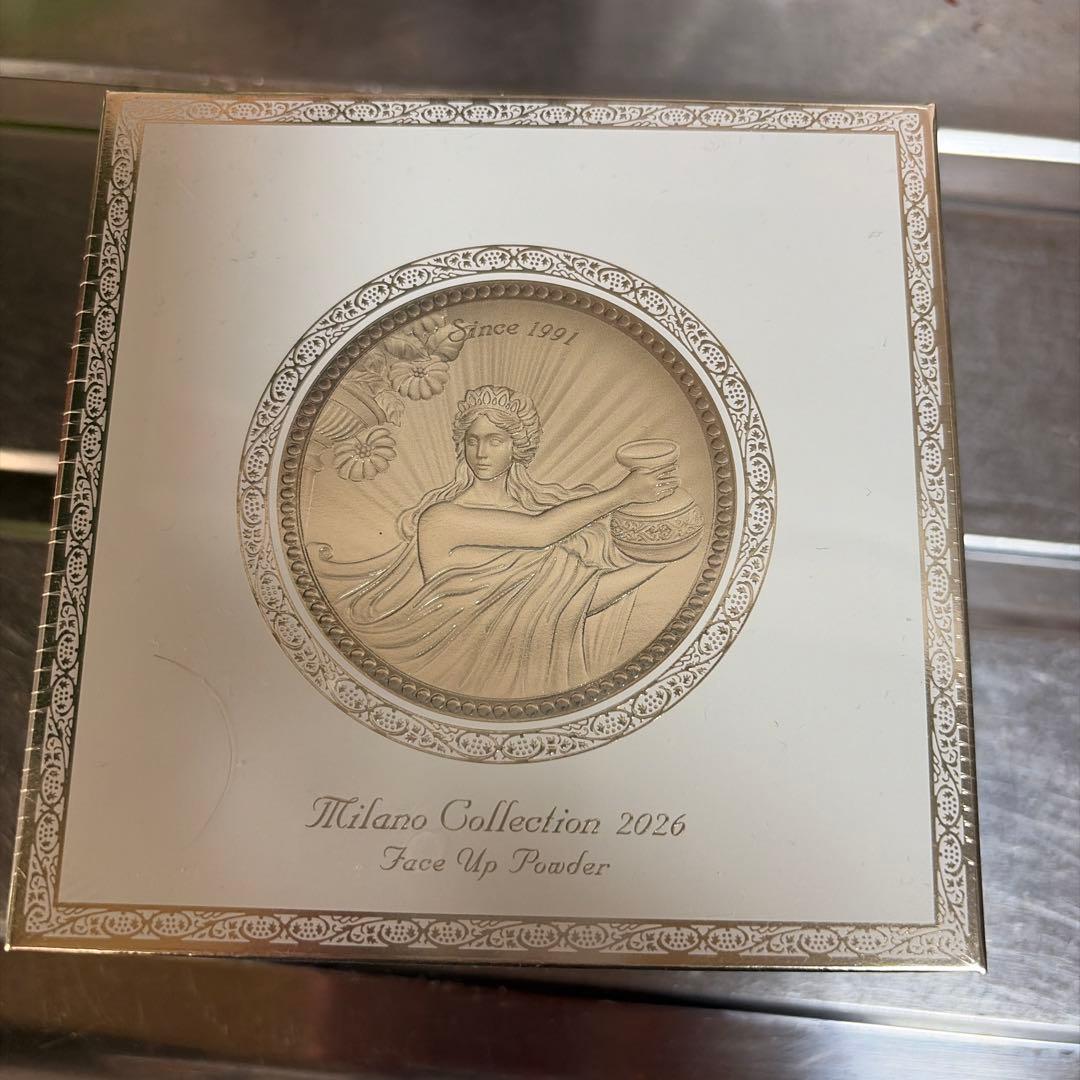 Since 1991
Milano Collection 2026
Face Up Powder